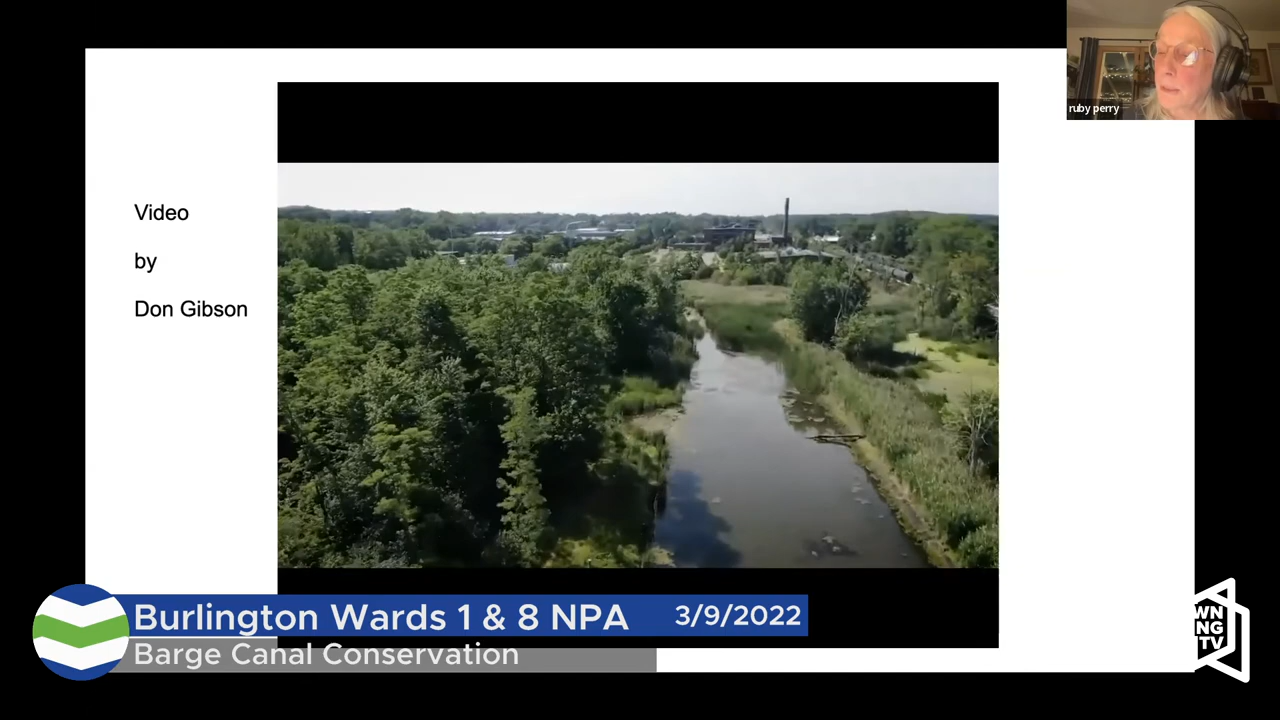 ruby perry
Video
by
Don Gibson
Burlington Wards 1 & 8 NPA 3/9/2022
Barge Canal Conservation
WN
NG
TV